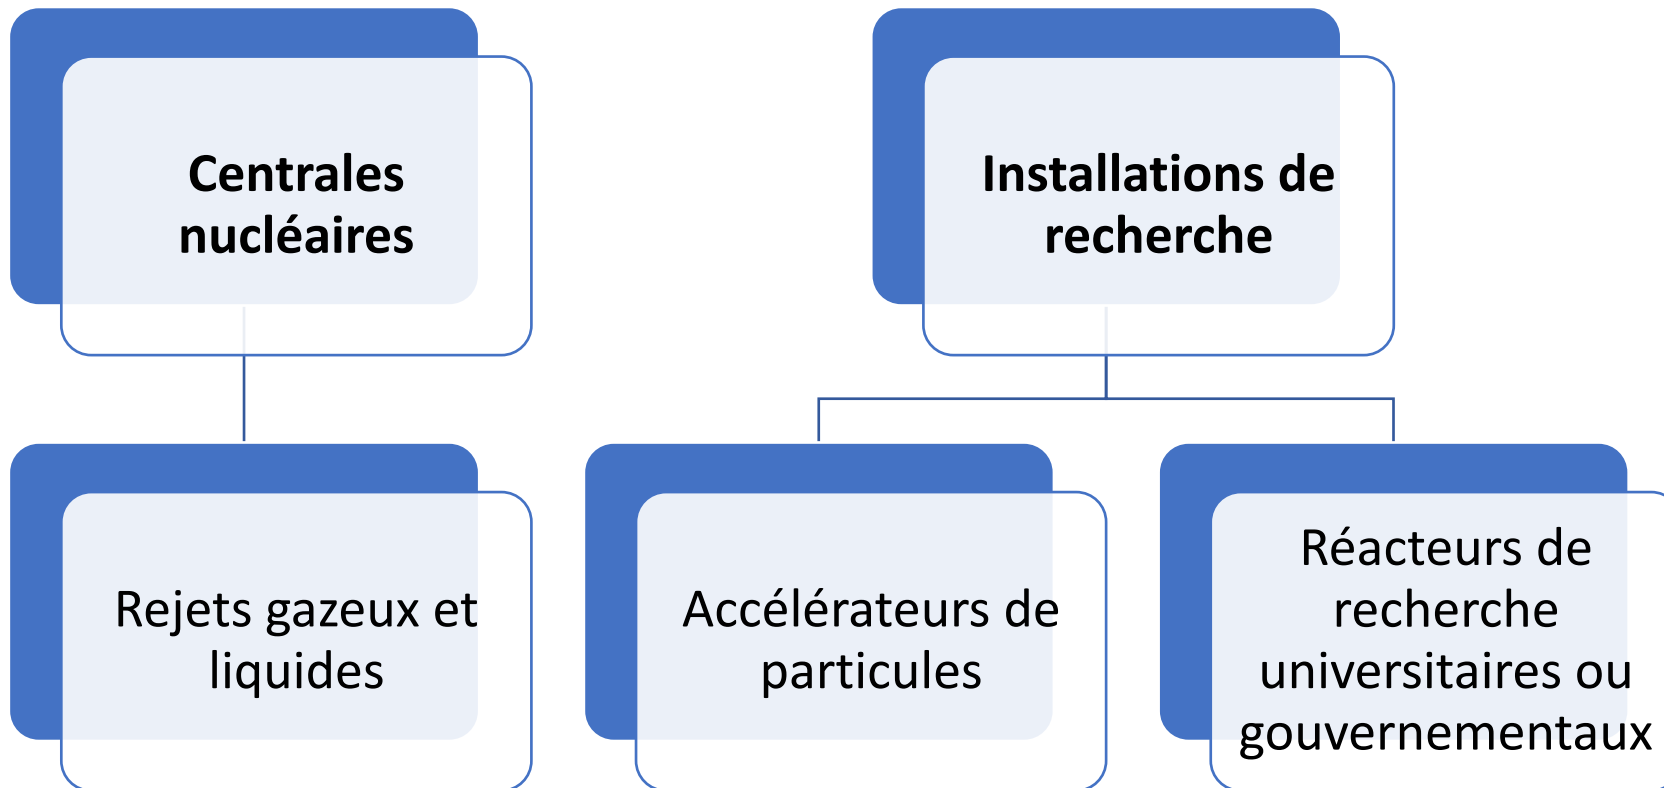 Centrales
nucléaires
Installations de
recherche
Rejets gazeux et
liquides
Accélérateurs de
particules
Réacteurs de
recherche
universitaires ou
gouvernementaux